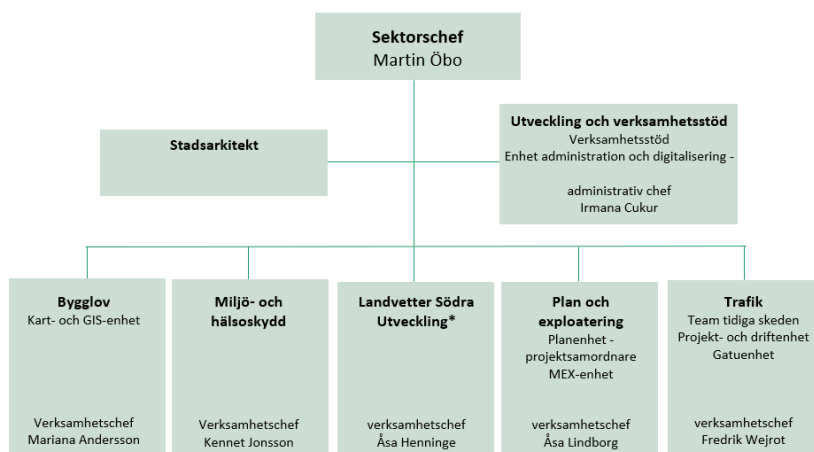 Sektorschef
Martin Öbo
Stadsarkitekt
Utveckling och verksamhetsstöd
Verksamhetsstöd
Enhet administration och digitalisering -
administrativ chef
Irmana Cukur
Bygglov
Kart- och GIS-enhet
Verksamhetschef
Mariana Andersson
Miljö- och
hälsoskydd
Verksamhetschef
Kennet Jonsson
Landvetter Södra
Utveckling*
verksamhetschef
Åsa Henninge
Plan och
exploatering
Planenhet -
projektsamordnare
MEX-enhet
verksamhetschef
Åsa Lindborg
Trafik
Team tidiga skeden
Projekt- och driftenhet
Gatuenhet
verksamhetschef
Fredrik Wejrot